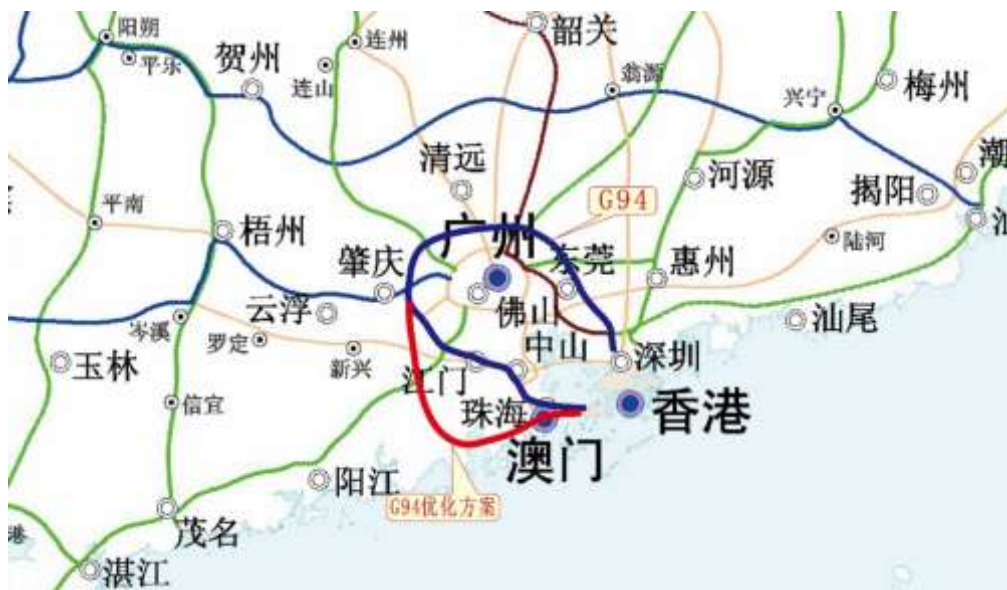 阳朔
平乐
贺州
连州
连山
韶关
翁源
兴宁
梅州
清远
河源
揭阳
潮
平南
梧州
G94
陆河
汕
广州
肇庆
东莞
惠州
云浮
佛山
汕尾
岑溪
罗定
新兴
中山
深圳
玉林
江门
信宜
珠海
香港
澳门
阳江
G94优化方案
茂名
港
湛江